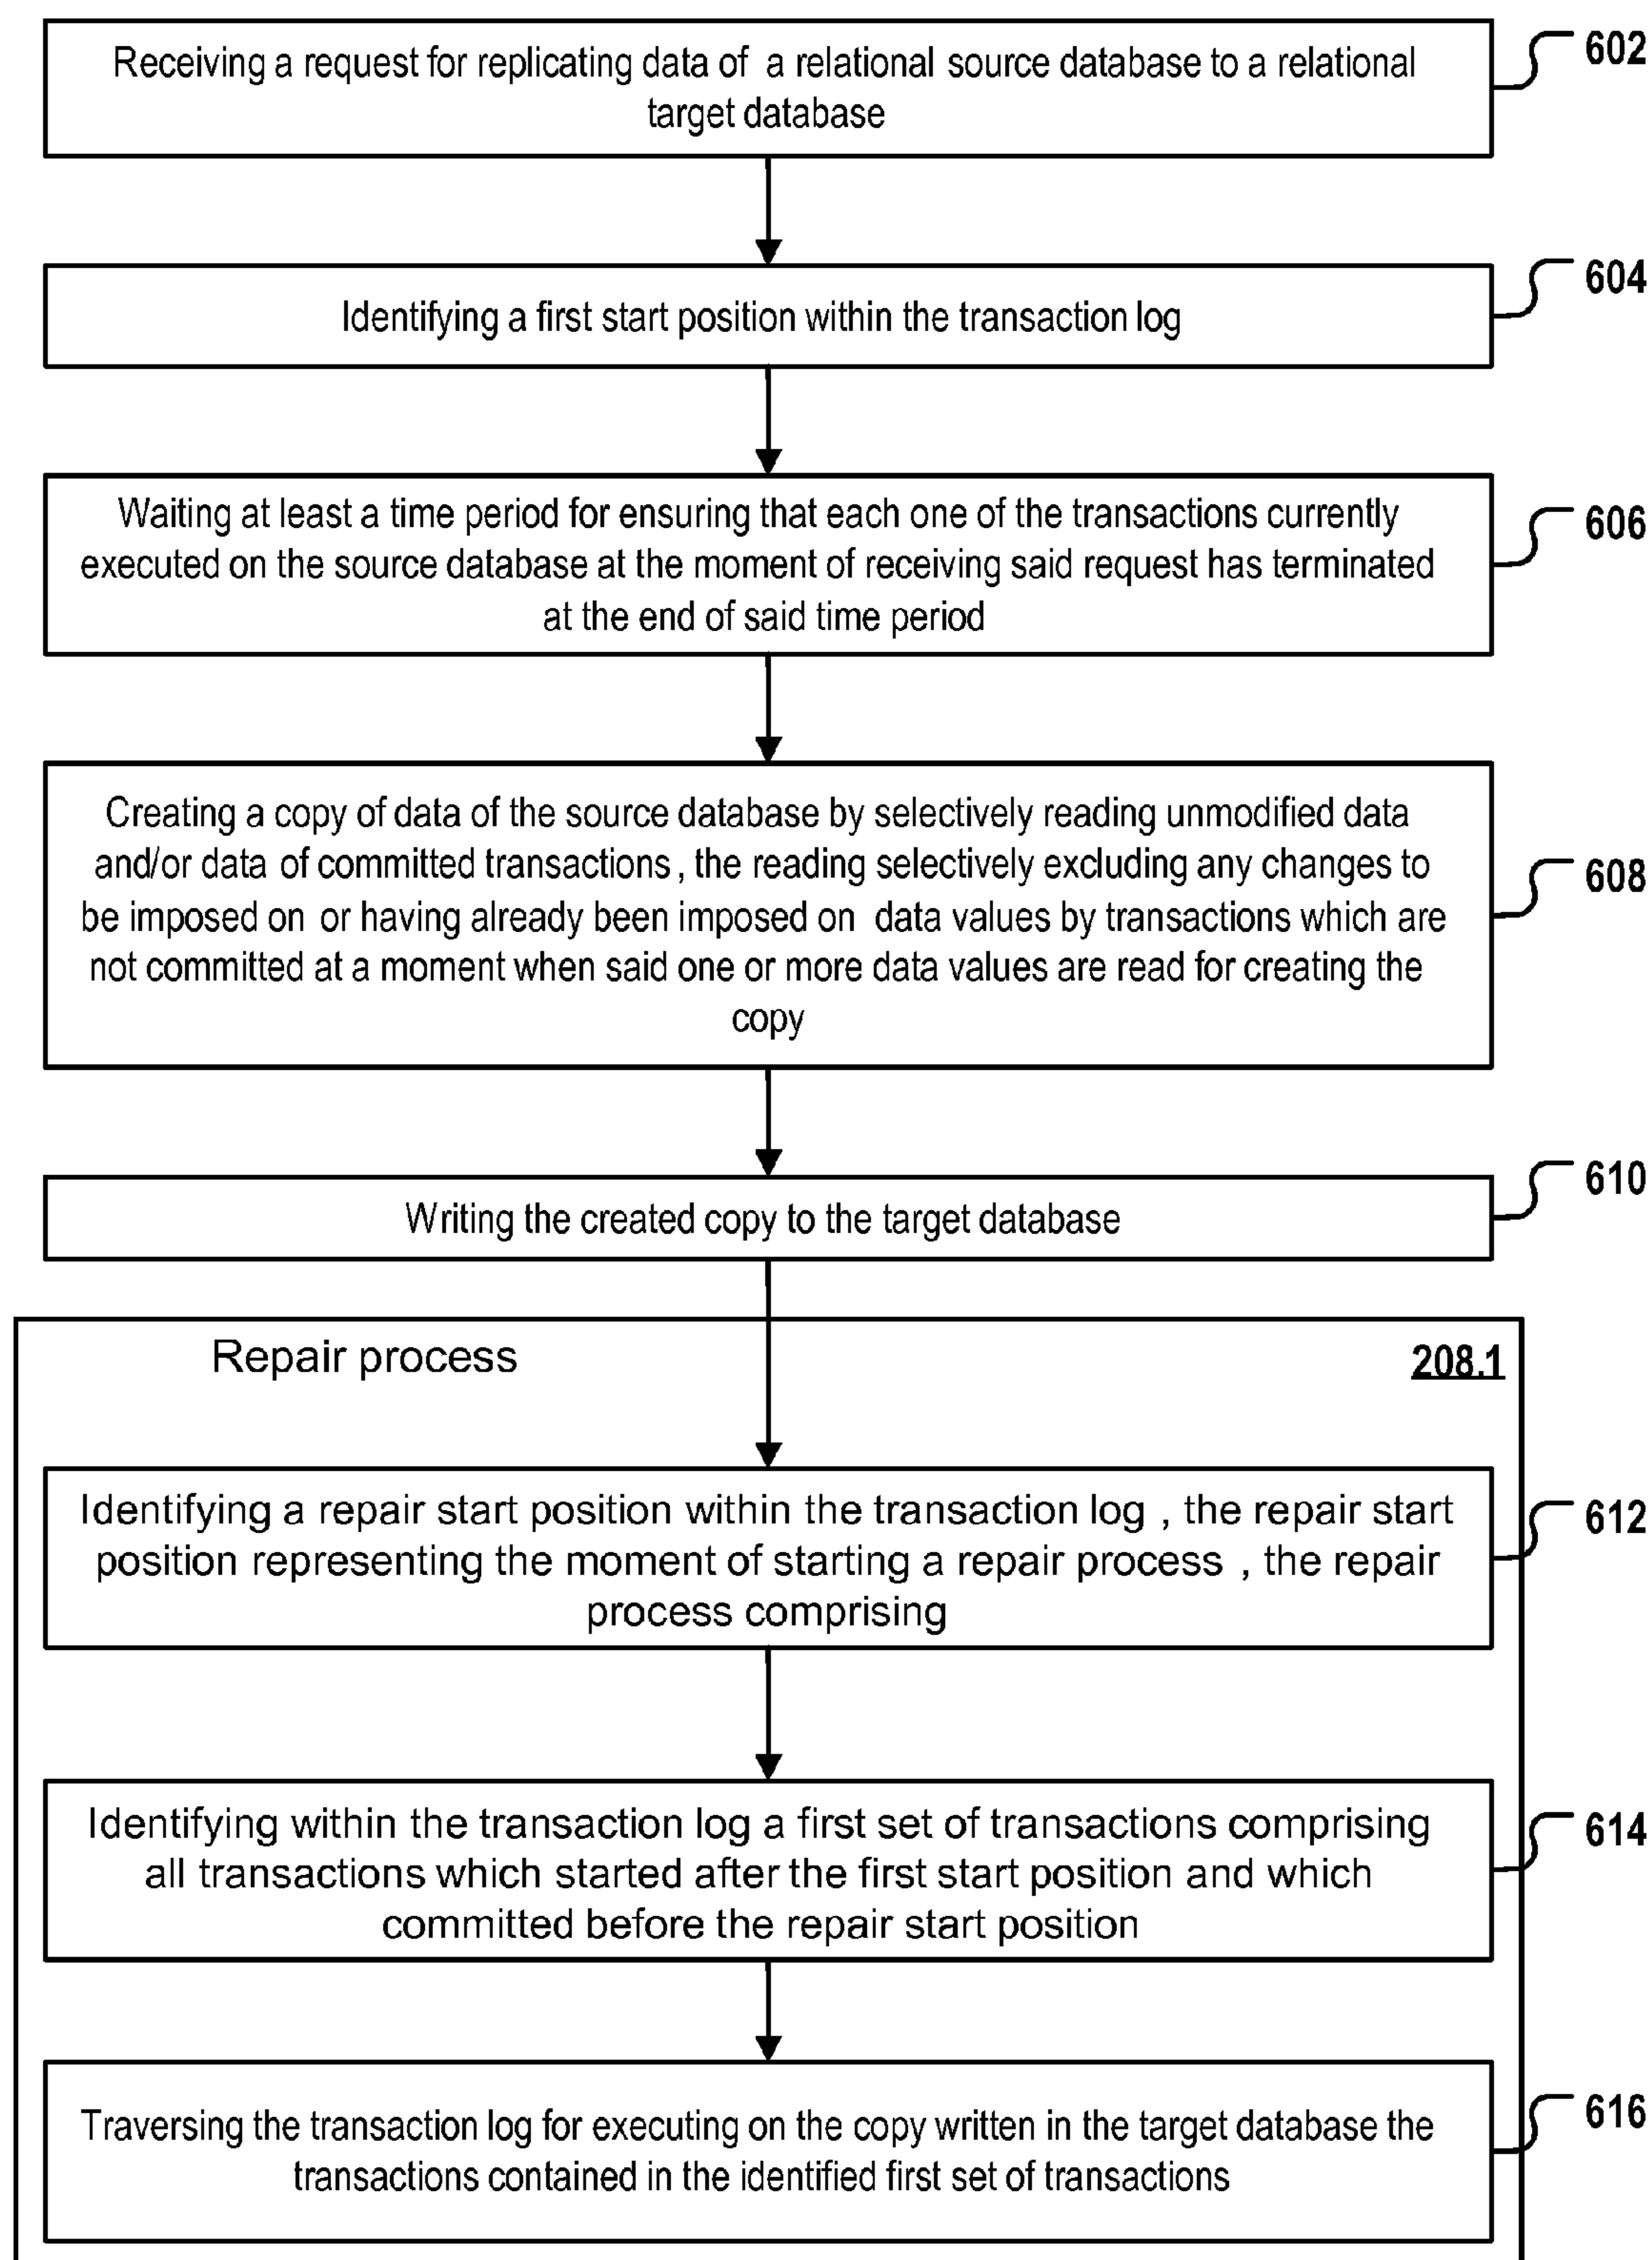 Receiving a request for replicating data of a relational source database to a relational
target database
602
Identifying a first start position within the transaction log
604
Waiting at least a time period for ensuring that each one of the transactions currently
executed on the source database at the moment of receiving said request has terminated
at the end of said time period
606
Creating a copy of data of the source database by selectively reading unmodified data
and/or data of committed transactions, the reading selectively excluding any changes to
be imposed on or having already been imposed on data values by transactions which are
not committed at a moment when said one or more data values are read for creating the
copy
608
Writing the created copy to the target database
610
Repair process
208.1
Identifying a repair start position within the transaction log , the repair start
position representing the moment of starting a repair process , the repair
process comprising
612
Identifying within the transaction log a first set of transactions comprising
all transactions which started after the first start position and which
committed before the repair start position
614
Traversing the transaction log for executing on the copy written in the target database the
transactions contained in the identified first set of transactions
616